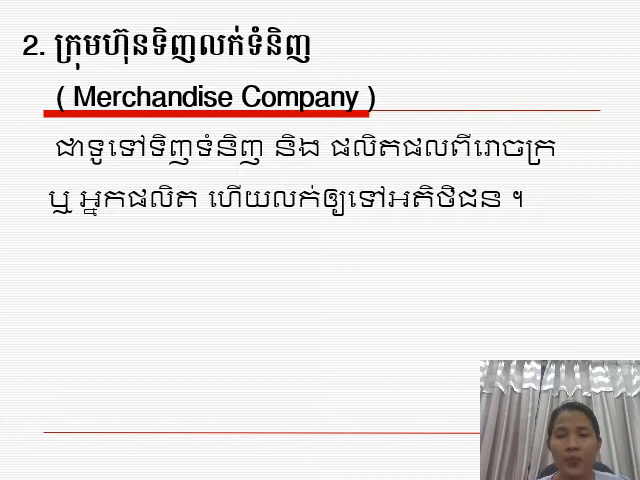 2. ក្រុមហ៊ុនទិញលក់ទំនិញ
( Merchandise Company )
ជាទូទៅទិញទំនិញ និង ផលិតផលពីរោចក្រ
ឬ អ្នកផលិត ហើយលក់ឲ្យទៅអតិថិជន ។